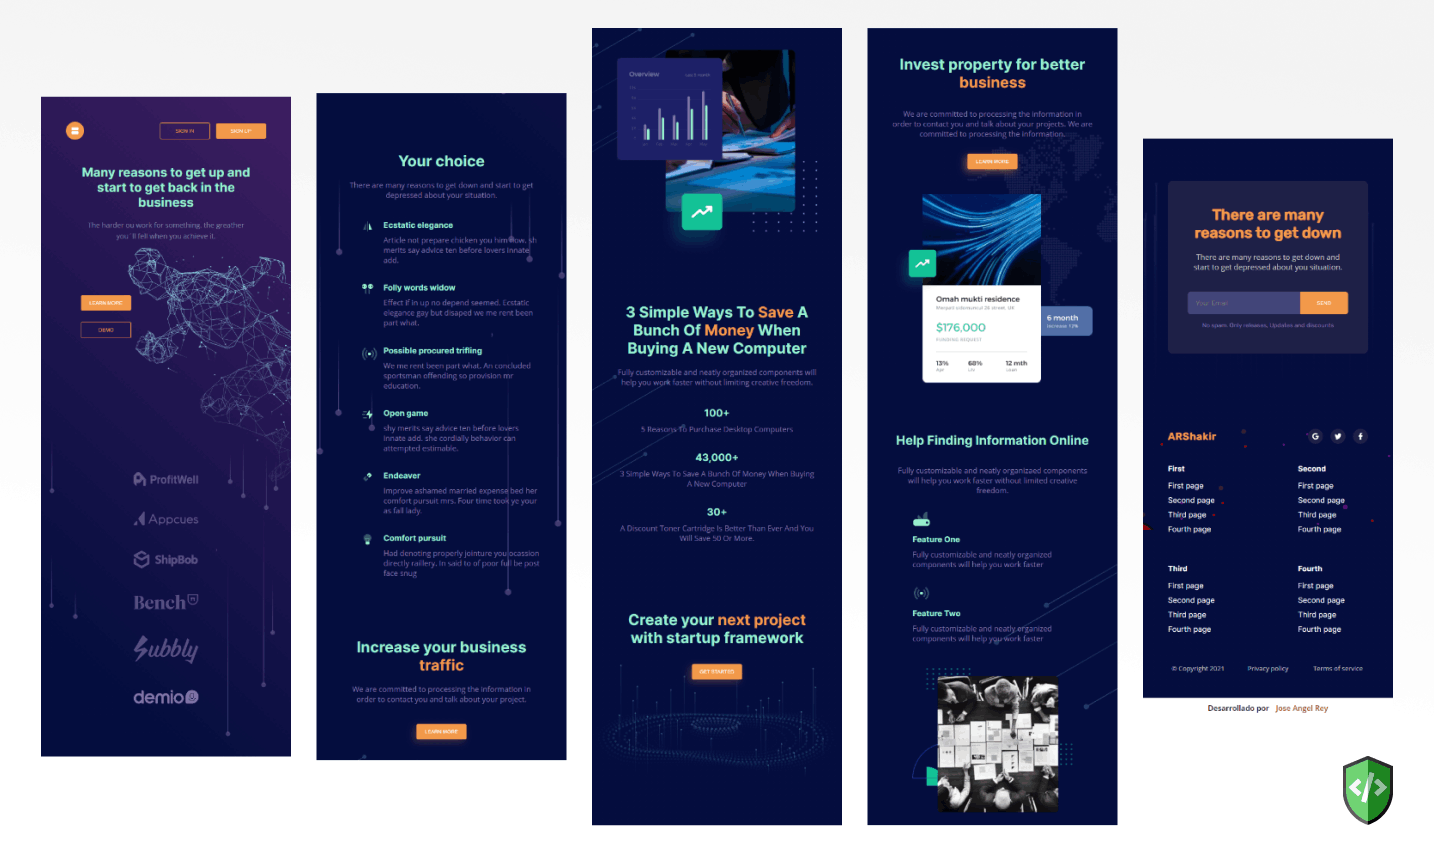 SIGN IN
SIGN UP
Many reasons to get up and
start to get back in the
business
The harder ou work for something, the greather
you´ll fell when you achieve it.
LEARN MORE
DEMO
ProfitWell
Appcues
ShipBob
Bench
Subbly
demio
Your choice
There are many reasons to get down and start to get
depressed about your situation.
Ecstatic elegance
Article not prepare chicken you him now, sh
merits say advice ten before lovers innate
add.
Folly words widow
Effect if in up no depend seemed. Ecstatic
elegance gay but disaped we me rent been
part what.
Possible procured trifling
We me rent been part what. An concluded
sportsman offending so provision mr
education.
Open game
shy merits say advice ten before lovers
innate add. she cordially behavior can
attempted estimable.
Endeaver
Improve ashamed married expense bed her
comfort pursuit mrs. Four time took ye your
as fall lady.
Comfort pursuit
Had denoting properly jointure you ocassion
directly raillery. In said to of poor full be post
face snug
Increase your business
traffic
We are committed to processing the information in
order to contact you and talk about your project.
LEARN MORE
Overview
3 Simple Ways To Save A
Bunch Of Money When
Buying A New Computer
Fully customizable and neatly organized components will
help you work faster without limiting creative freedom.
100+
5 Reasons To Purchase Desktop Computers
43,000+
3 Simple Ways To Save A Bunch Of Money When Buying
A New Computer
30+
A Discount Toner Cartridge Is Better Than Ever And You
Will Save 50 Or More.
Create your next project
with startup framework
GET STARTED
Invest property for better
business
We are committed to processing the information in
order to contact you and talk about your projects. We are
committed to processing the information.
LEARN MORE
Omah mukti residence
$176,000
FUNDING REQUEST
13%
68%
12 mth
6 month
Increase 12%
Help Finding Information Online
Fully customizable and neatly organizaed components
will help you work faster without limited creative
freedom.
Feature One
Fully customizable and neatly organized
components will help you work faster
Feature Two
Fully customizable and neatly organized
components will help you work faster
There are many
reasons to get down
There are many reasons to get down and
start to get depressed about you situation.
Your Email
SEND
No spam. Only releases, Updates and discounts
ARShakir
First
First page
Second page
Third page
Fourth page
Second
First page
Second page
Third page
Fourth page
Third
First page
Second page
Third page
Fourth page
Fourth
First page
Second page
Third page
Fourth page
© Copyright 2021
Privacy policy
Terms of service
Desarrollado por Jose Angel Rey